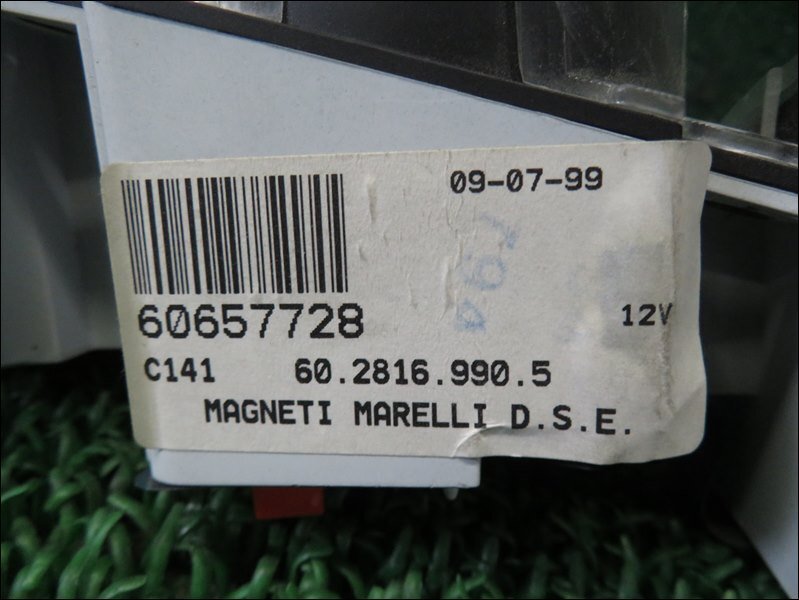 09-07-99
60657728
12V
C141 60.2816.990.5
MAGNETI MARELLI D.S.E.